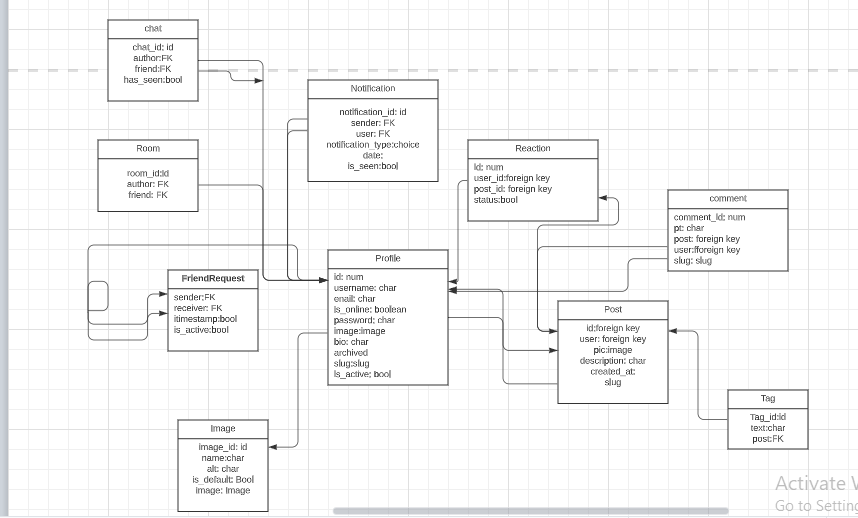 chat
chat_id: id
author:FK
friend:FK
has_seen:bool
Notification
notification_id: id
sender: FK
user: FK
notification_type:choice
date:
is_seen:bool
Room
room_id:Id
author: FK
friend: FK
Reaction
Id: num
user_id:foreign key
post_id: foreign key
status:bool
comment
comment_Id: num
pt: char
post: foreign key
user:fforeign key
slug: slug
Profile
Id: num
username: char
email: char
Is_online: boolean
password: char
image:image
bio: char
archived
slug:slug
Is_active: bool
FriendRequest
sender:FK
receiver: FK
itimestamp:bool
is_active:bool
Post
id:foreign key
user: foreign key
pic:image
description: char
created_at:
slug
Tag
Tag_id:id
text:char
post:FK
Image
image_id: id
name:char
alt: char
is_default: Bool
image: Image
Activate W
Go to Setting